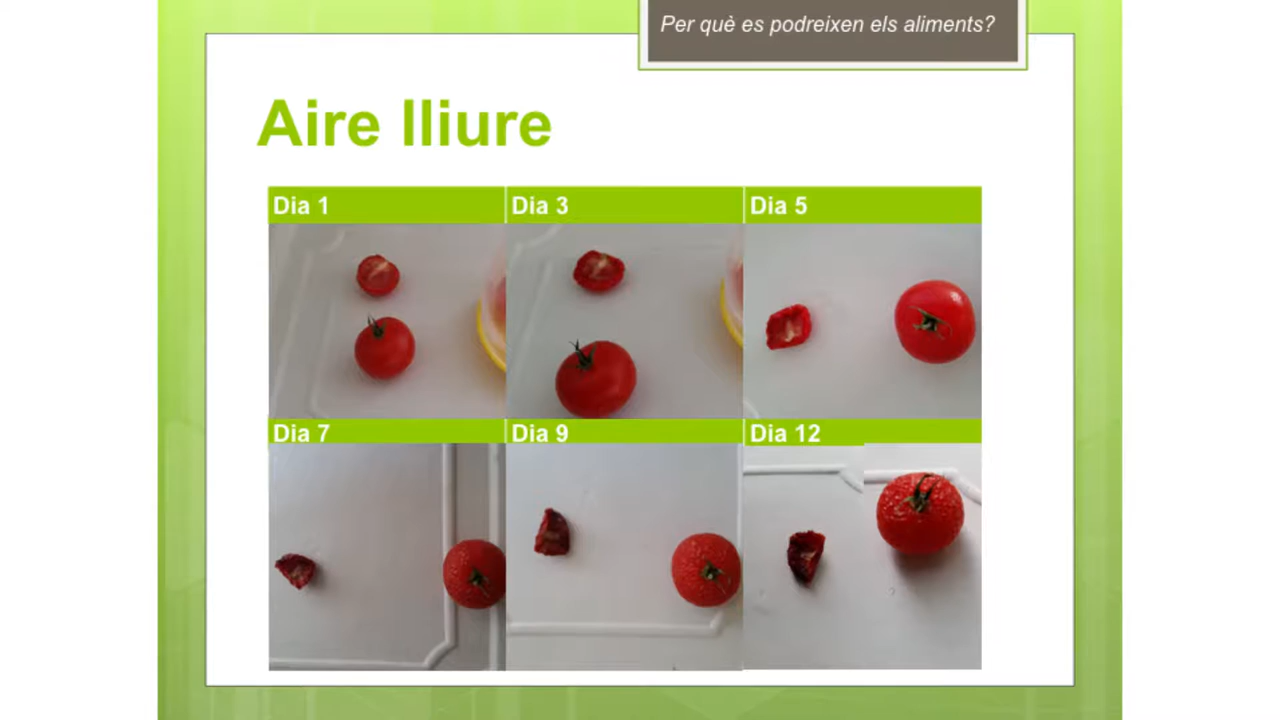 Per què es podreixen els aliments?
Aire lliure
Dia 1
Dia 3
Dia 5
Dia 7
Dia 9
Dia 12